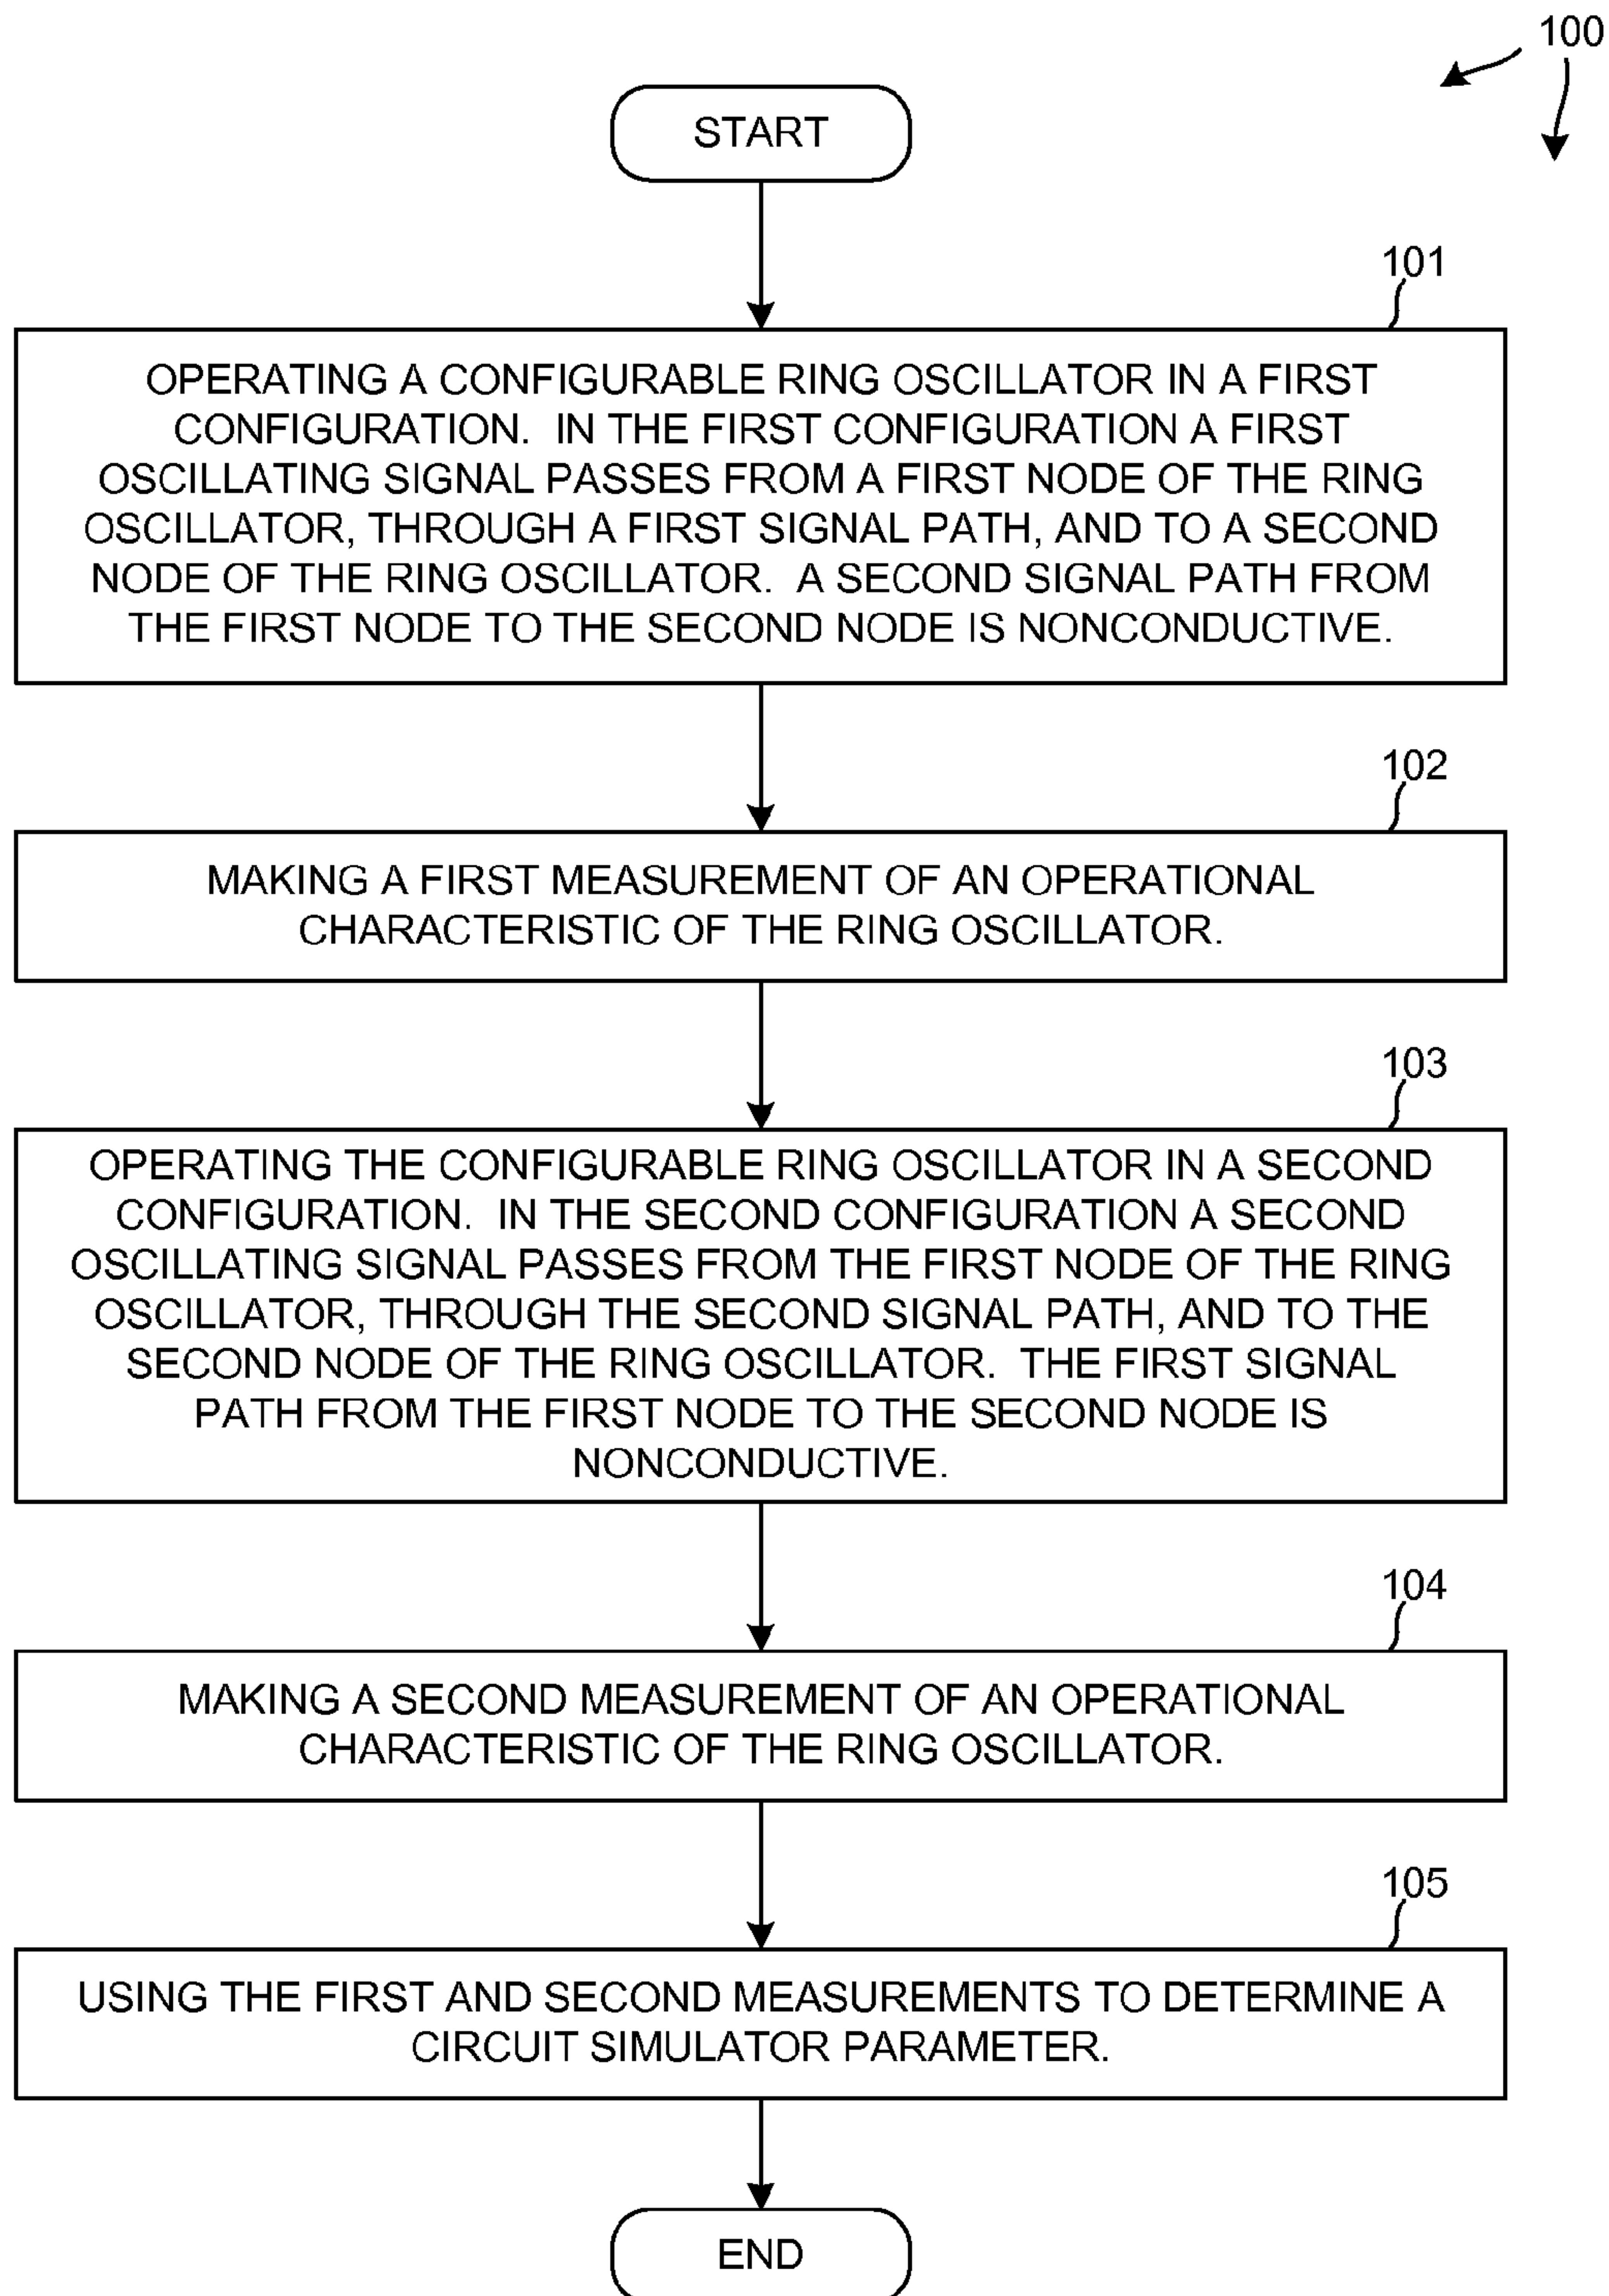 100
START
101
OPERATING A CONFIGURABLE RING OSCILLATOR IN A FIRST
CONFIGURATION. IN THE FIRST CONFIGURATION A FIRST
OSCILLATING SIGNAL PASSES FROM A FIRST NODE OF THE RING
OSCILLATOR, THROUGH A FIRST SIGNAL PATH, AND TO A SECOND
NODE OF THE RING OSCILLATOR. A SECOND SIGNAL PATH FROM
THE FIRST NODE TO THE SECOND NODE IS NONCONDUCTIVE.
102
MAKING A FIRST MEASUREMENT OF AN OPERATIONAL
CHARACTERISTIC OF THE RING OSCILLATOR.
103
OPERATING THE CONFIGURABLE RING OSCILLATOR IN A SECOND
CONFIGURATION. IN THE SECOND CONFIGURATION A SECOND
OSCILLATING SIGNAL PASSES FROM THE FIRST NODE OF THE RING
OSCILLATOR, THROUGH THE SECOND SIGNAL PATH, AND TO THE
SECOND NODE OF THE RING OSCILLATOR. THE FIRST SIGNAL
PATH FROM THE FIRST NODE TO THE SECOND NODE IS
NONCONDUCTIVE.
104
MAKING A SECOND MEASUREMENT OF AN OPERATIONAL
CHARACTERISTIC OF THE RING OSCILLATOR.
105
USING THE FIRST AND SECOND MEASUREMENTS TO DETERMINE A
CIRCUIT SIMULATOR PARAMETER.
END